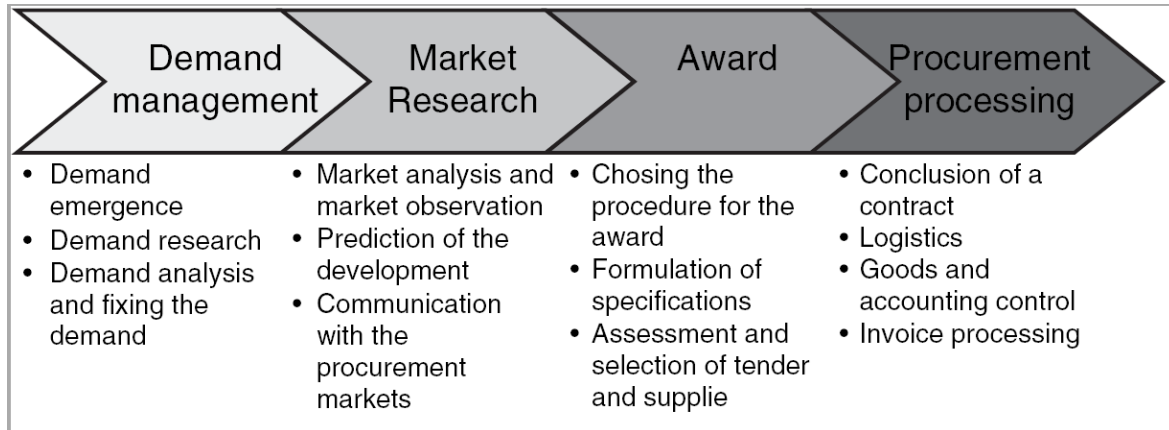 Demand
management
Market
Research
Award
Procurement
processing
• Demand
emergence
• Demand research
• Demand analysis
and fixing the
demand
• Market analysis and
market observation
• Prediction of the
development
• Communication
with the
procurement
markets
• Chosing the
procedure for the
award
• Formulation of
specifications
• Assessment and
selection of tender
and supplie
• Conclusion of a
contract
• Logistics
• Goods and
accounting control
• Invoice processing